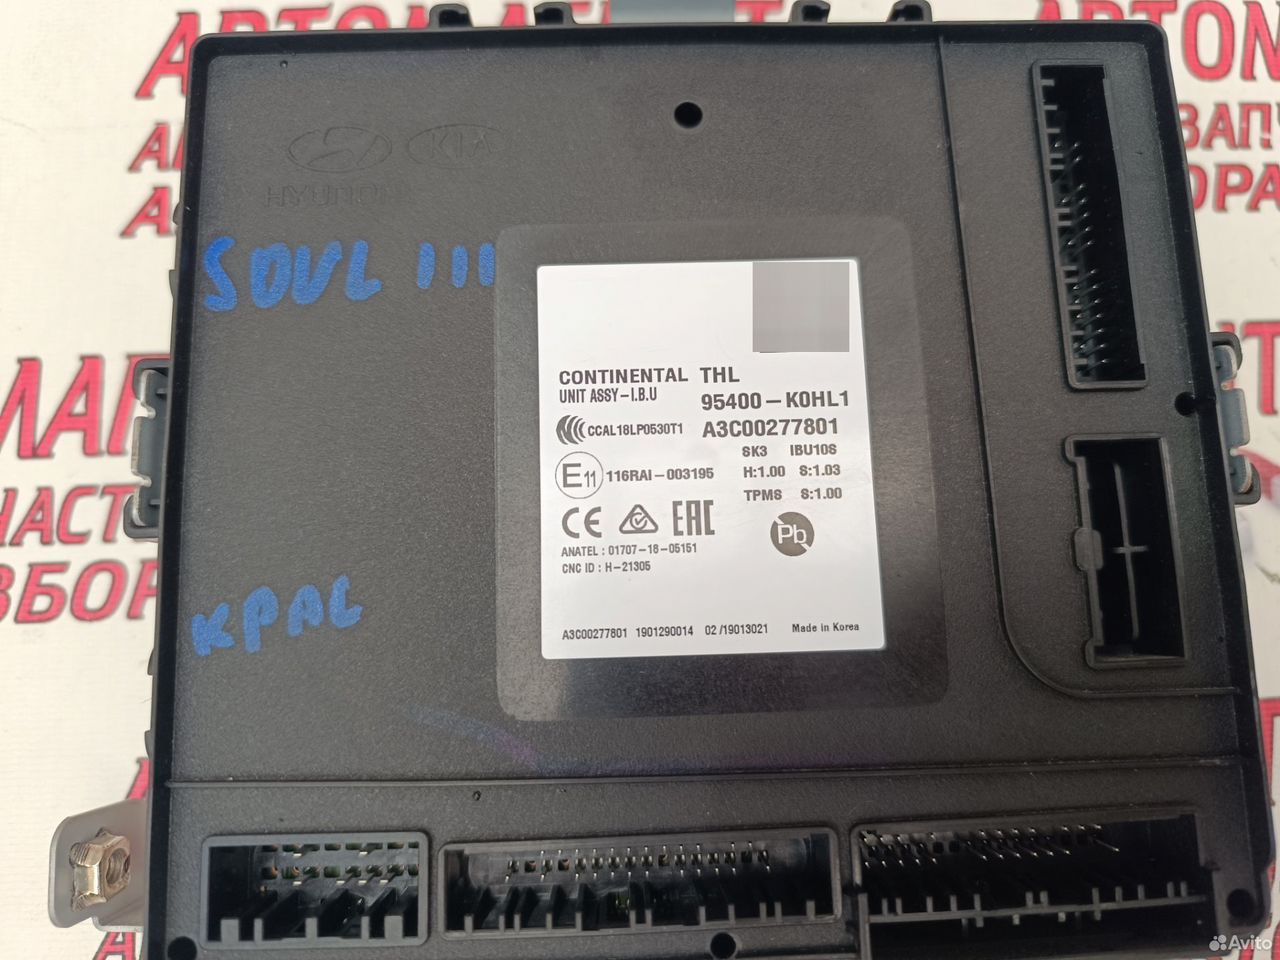 HYUNDAI
KIA
SOUL III
CONTINENTAL THL
UNIT ASSY-I.B.U
95400-K0HL1
CCAL18LP0530T1
A3C00277801
SK3 IBU10S
E11
116RAI-003195
H:1.00 S:1.03
TPMS S:1.00
CE
EAC
Pb
ANATEL : 01707-18-05151
CNC ID : H-21305
КРАС
A3C00277801 1901290014 02 /19013021 Made in Korea
Avito